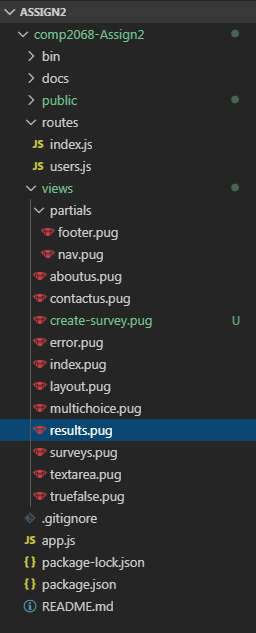 ASSIGN2
comp2068-Assign2
bin
docs
public
routes
JS index.js
JS users.js
views
partials
footer.pug
nav.pug
aboutus.pug
contactus.pug
create-survey.pug U
error.pug
index.pug
layout.pug
multichoice.pug
results.pug
surveys.pug
textarea.pug
truefalse.pug
.gitignore
JS app.js
{} package-lock.json
{} package.json
README.md